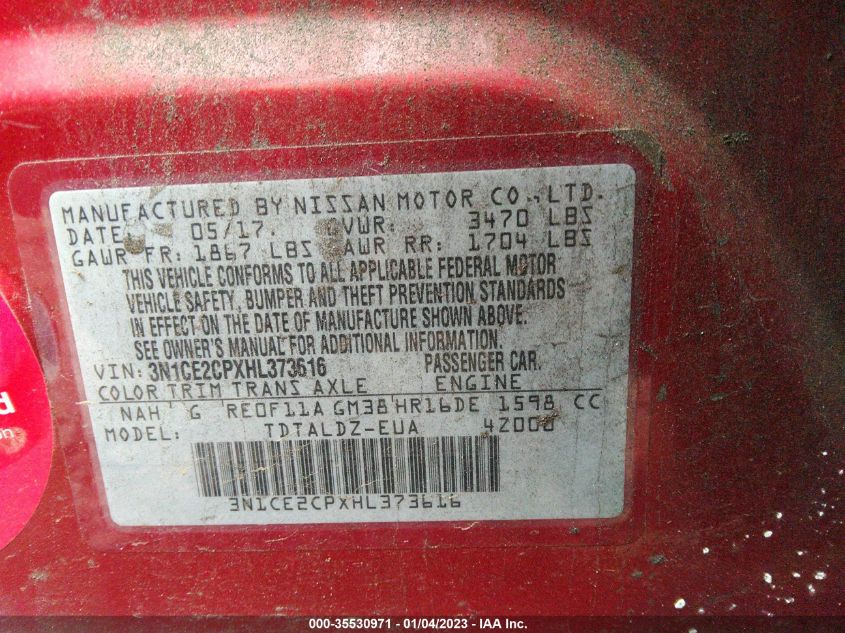 MANUFACTURED BY NISSAN MOTOR CO., LTD.
DATE: 05/17. GVWR: 3470 LBS
GAWR FR: 1867 LBS GAWR RR: 1704 LBS
THIS VEHICLE CONFORMS TO ALL APPLICABLE FEDERAL MOTOR
VEHICLE SAFETY, BUMPER AND THEFT PREVENTION STANDARDS
IN EFFECT ON THE DATE OF MANUFACTURE SHOWN ABOVE.
SEE OWNER'S MANUAL FOR ADDITIONAL INFORMATION.
VIN: 3N1CE2CPXHL373616 PASSENGER CAR.
COLOR TRIM TRANS AXLE ENGINE
NAH G RE0F11A GM38 HR16DE 1598 CC
MODEL: TDTALDZ-EUA 4Z000
3N1CE2CPXHL373616
000-35530971 — 01/04/2023 — IAA Inc.